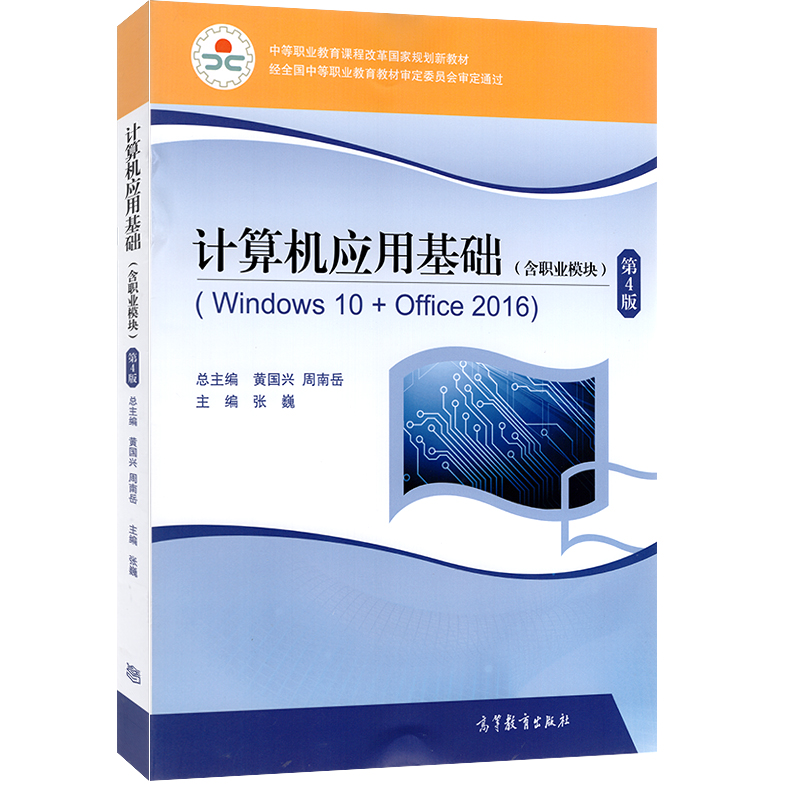 中等职业教育课程改革国家规划新教材
经全国中等职业教育教材审定委员会审定通过
计算机应用基础(含职业模块)
第4版
(Windows 10 + Office 2016)
总主编 黄国兴 周南岳
主 编 张 巍
高等教育出版社
计算机应用基础(含职业模块)
第4版
总主编 黄国兴 周南岳 主编 张巍